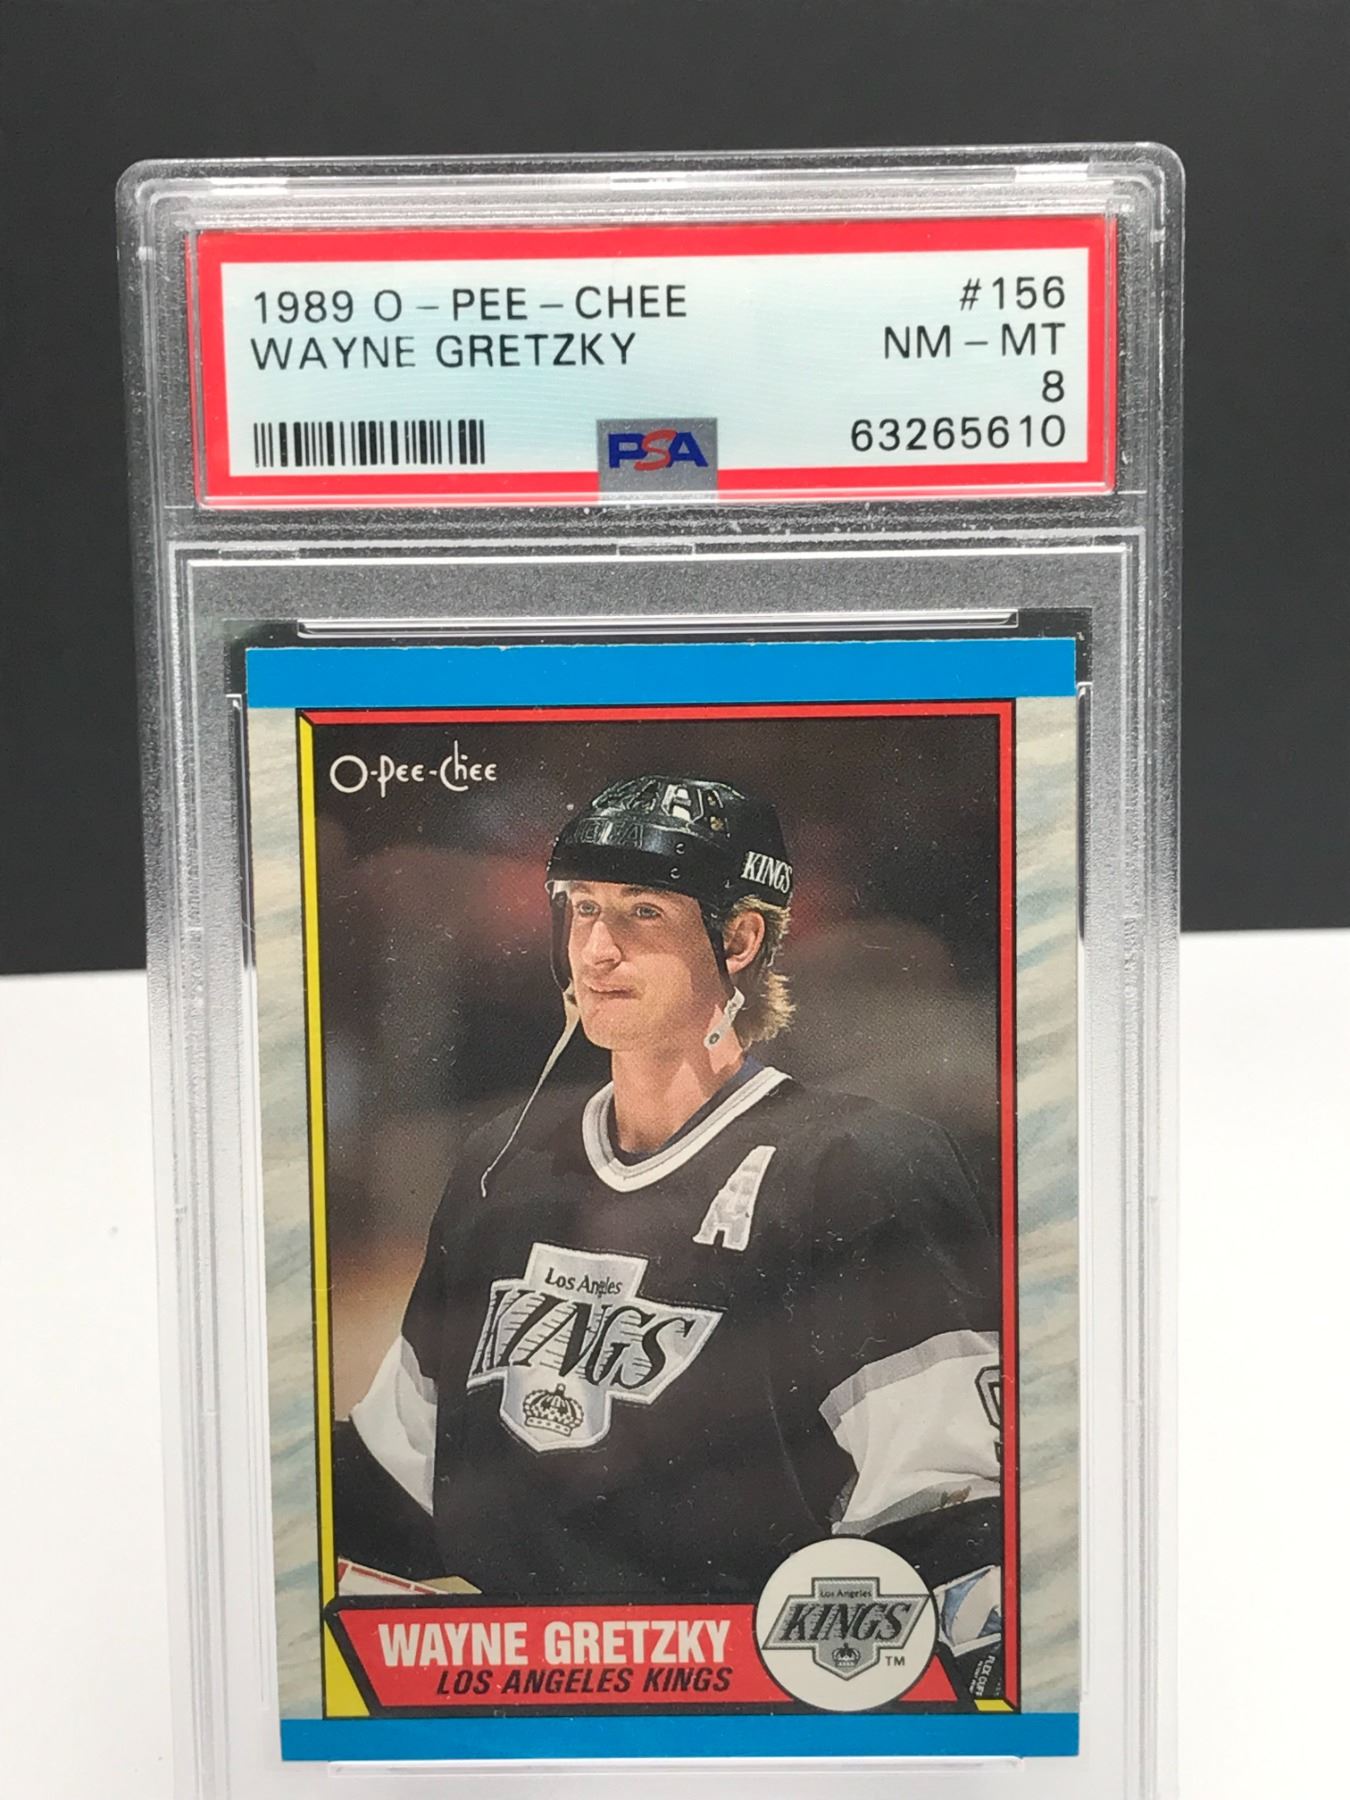 1989 O-PEE-CHEE #156
WAYNE GRETZKY NM-MT
8
PSA 63265610
O-Pee-Chee
KINGS
A
Los Angeles
KINGS
9
WAYNE GRETZKY
LOS ANGELES KINGS
Los Angeles
KINGS
TM